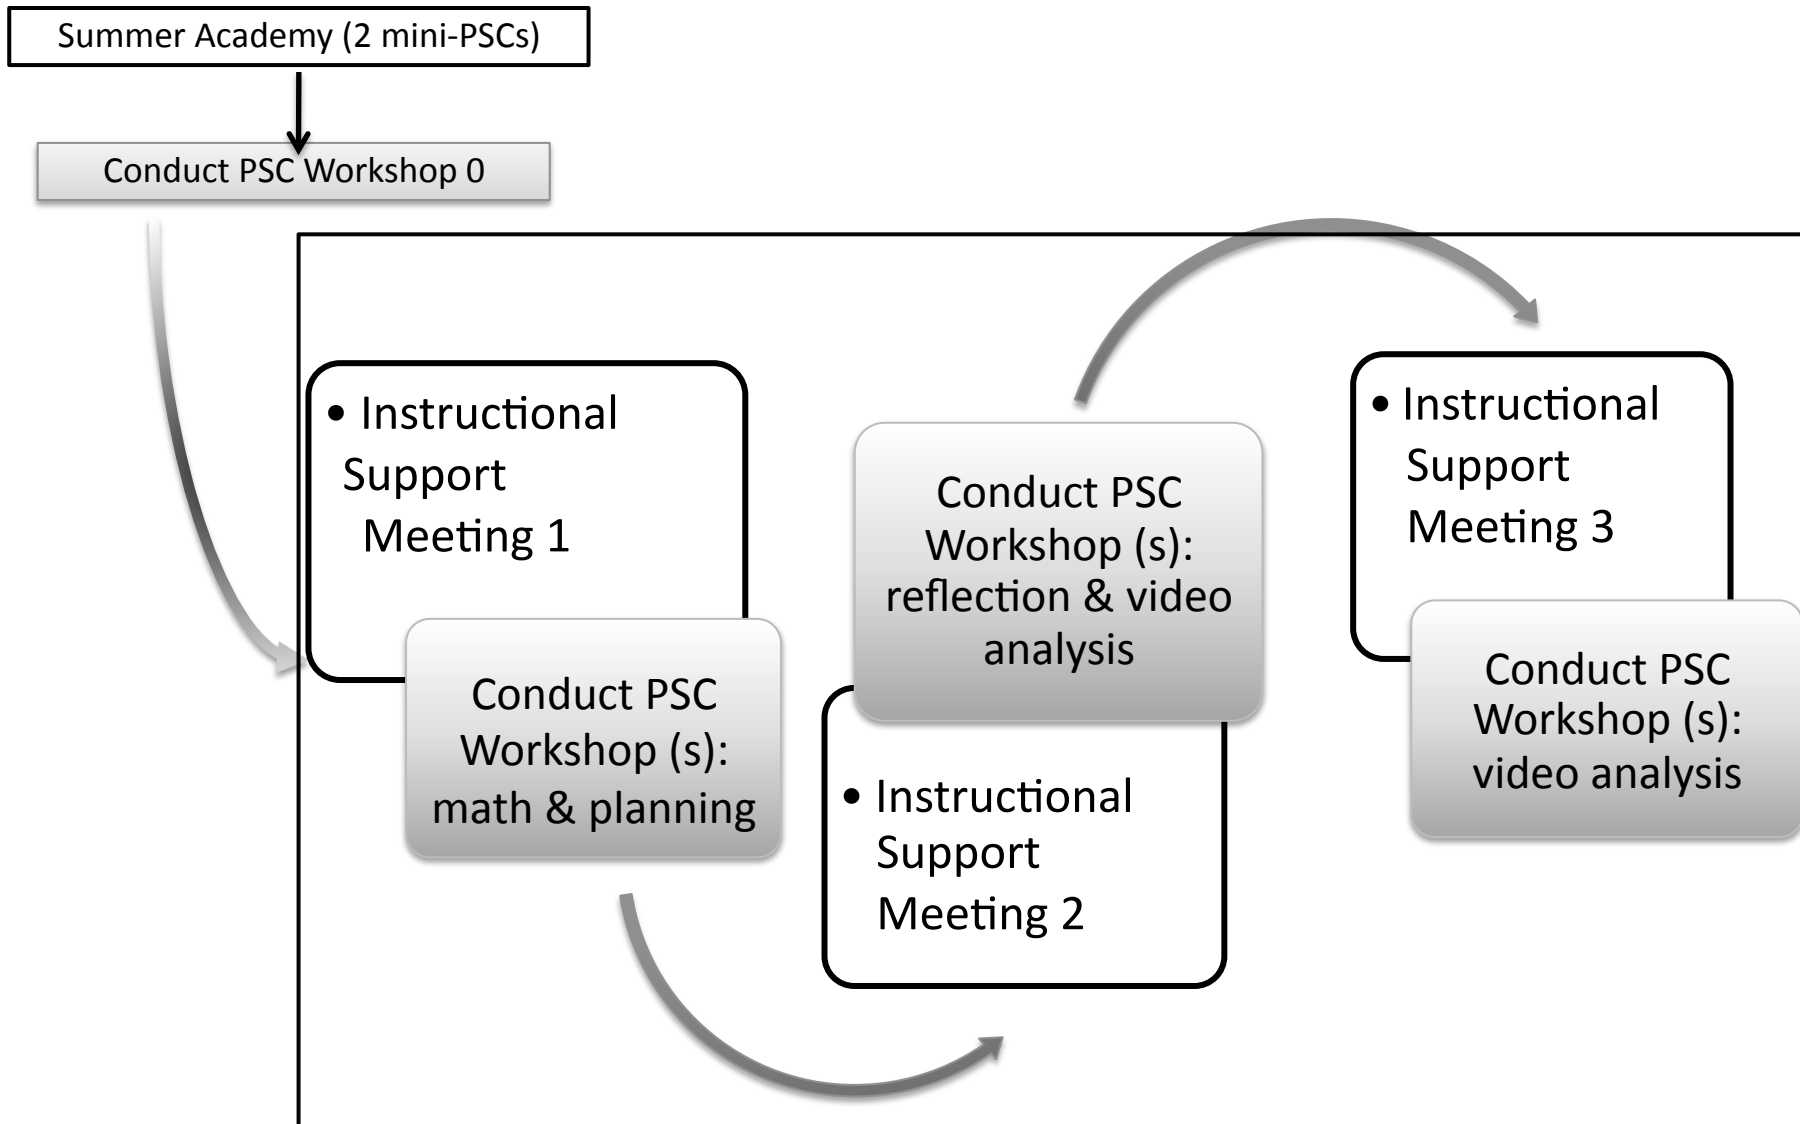 Summer Academy (2 mini-PSCs)
Conduct PSC Workshop 0
• Instructional
Support
Meeting 1
Conduct PSC
Workshop (s):
math & planning
Conduct PSC
Workshop (s):
reflection & video
analysis
• Instructional
Support
Meeting 2
• Instructional
Support
Meeting 3
Conduct PSC
Workshop (s):
video analysis